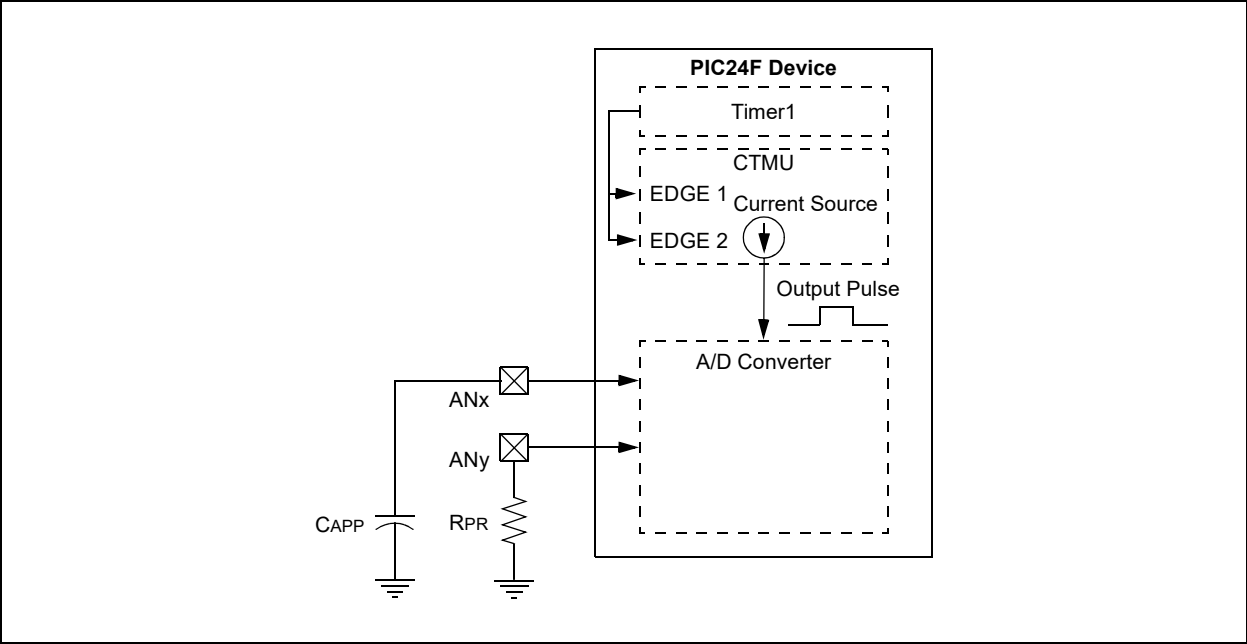 PIC24F Device
Timer1
CTMU
EDGE 1
Current Source
EDGE 2
Output Pulse
A/D Converter
ANx
ANy
CAPP
RPR